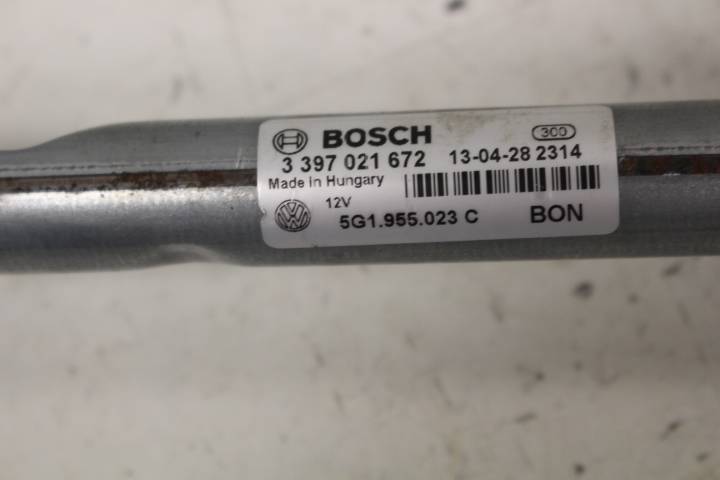 BOSCH 300
3 397 021 672 13-04-28 2314
Made in Hungary
12V
5G1.955.023 C BON